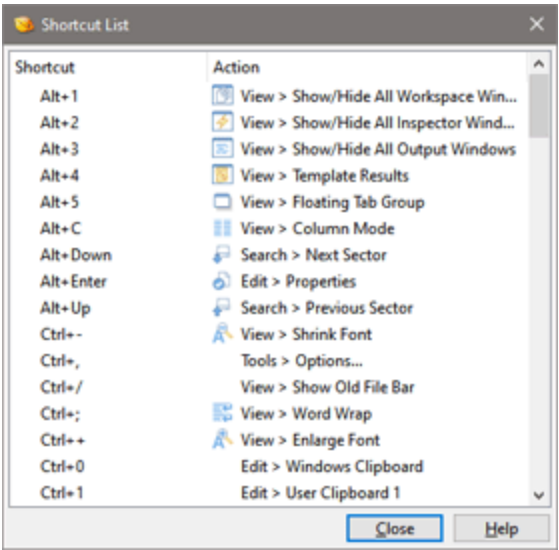 Shortcut List
Shortcut Action
Alt+1 View > Show/Hide All Workspace Win...
Alt+2 View > Show/Hide All Inspector Wind...
Alt+3 View > Show/Hide All Output Windows
Alt+4 View > Template Results
Alt+5 View > Floating Tab Group
Alt+C View > Column Mode
Alt+Down Search > Next Sector
Alt+Enter Edit > Properties
Alt+Up Search > Previous Sector
Ctrl+- View > Shrink Font
Ctrl+, Tools > Options...
Ctrl+/ View > Show Old File Bar
Ctrl+; View > Word Wrap
Ctrl++ View > Enlarge Font
Ctrl+0 Edit > Windows Clipboard
Ctrl+1 Edit > User Clipboard 1
Close Help